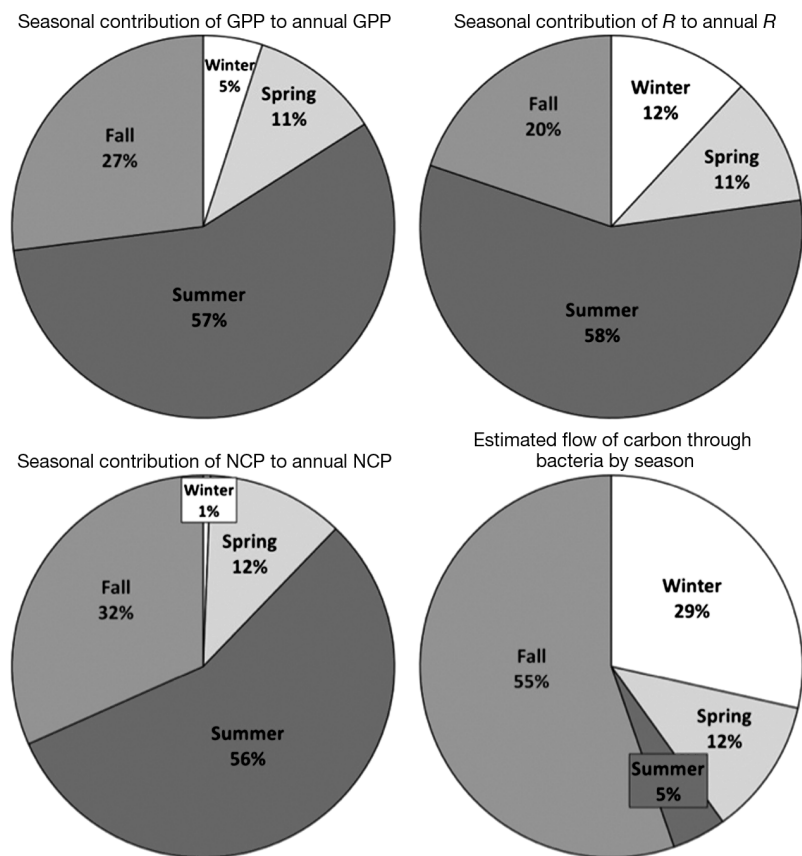 Seasonal contribution of GPP to annual GPP
Winter
5%
Spring
11%
Summer
57%
Fall
27%
Seasonal contribution of R to annual R
Winter
12%
Spring
11%
Summer
58%
Fall
20%
Seasonal contribution of NCP to annual NCP
Winter
1%
Spring
12%
Summer
56%
Fall
32%
Estimated flow of carbon through
bacteria by season
Winter
29%
Spring
12%
Summer
5%
Fall
55%